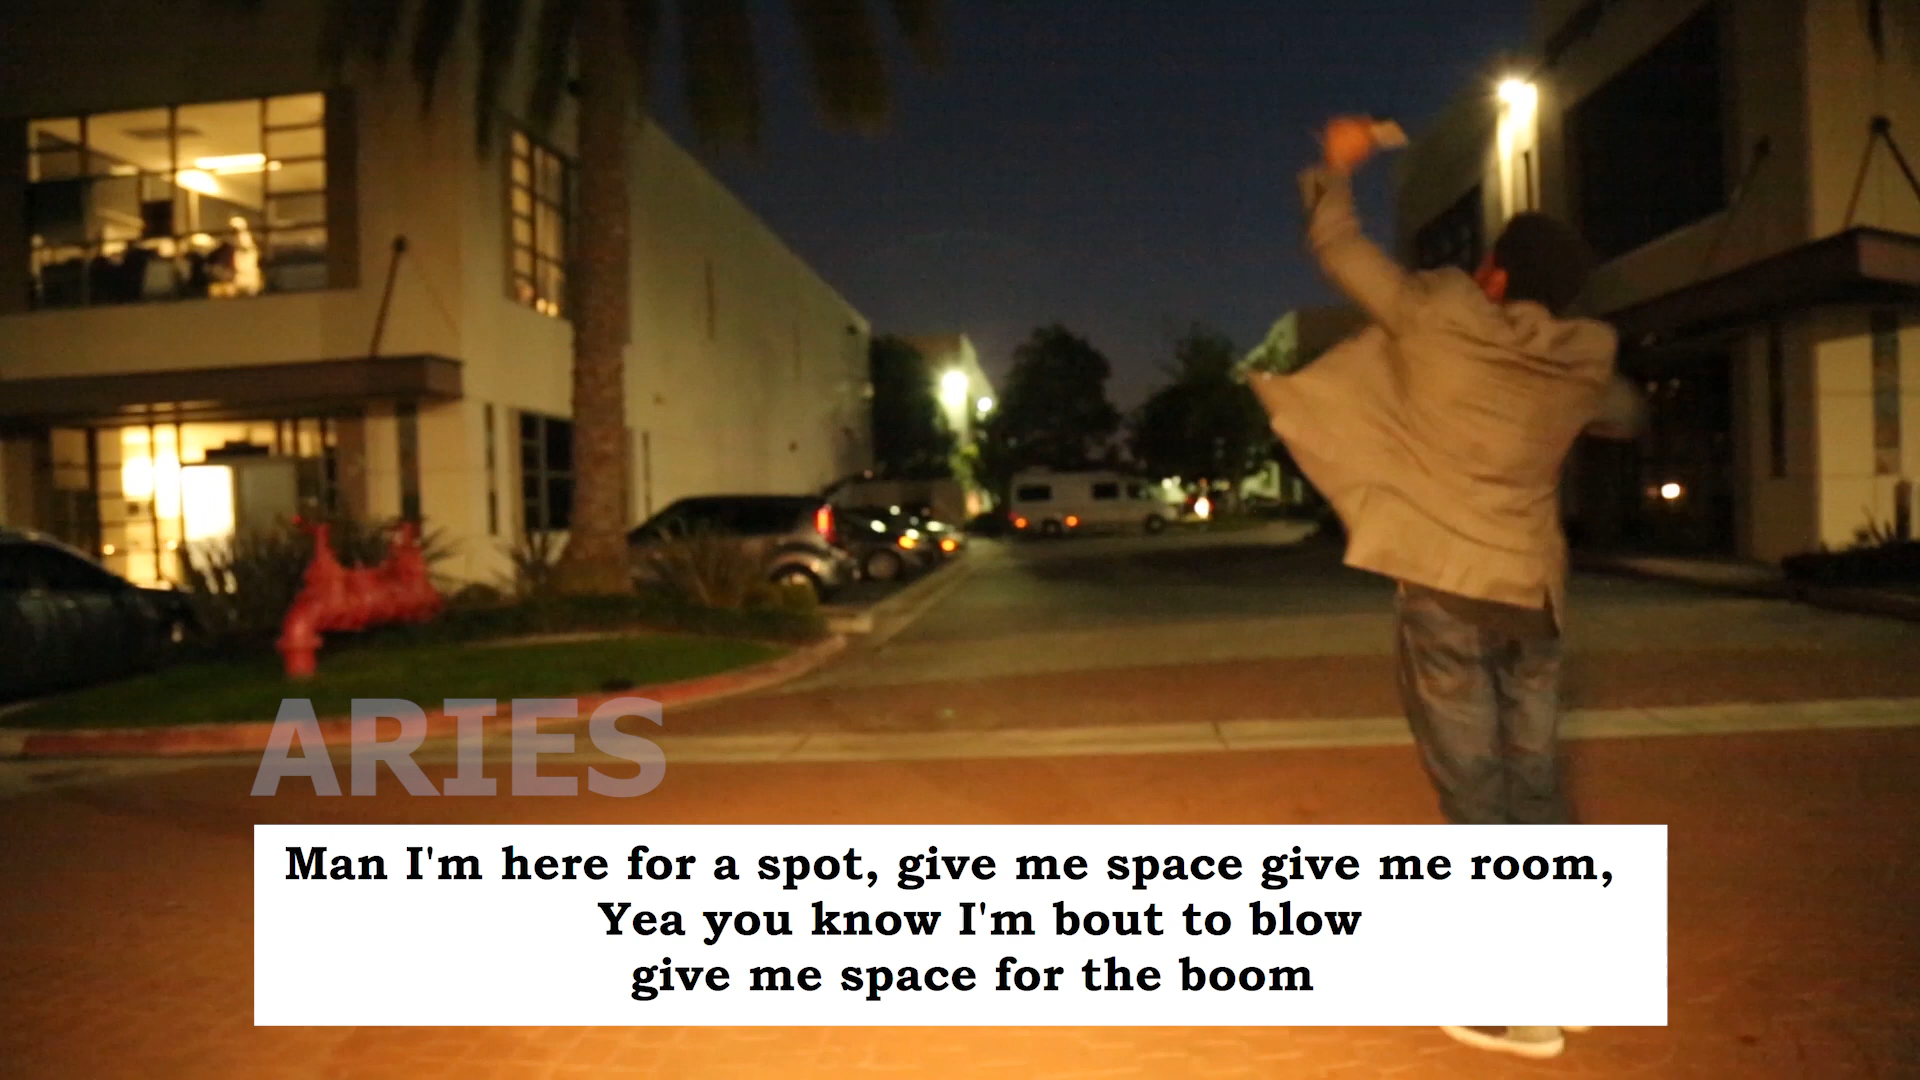 ARIES
Man I'm here for a spot, give me space give me room,
Yea you know I'm bout to blow
give me space for the boom